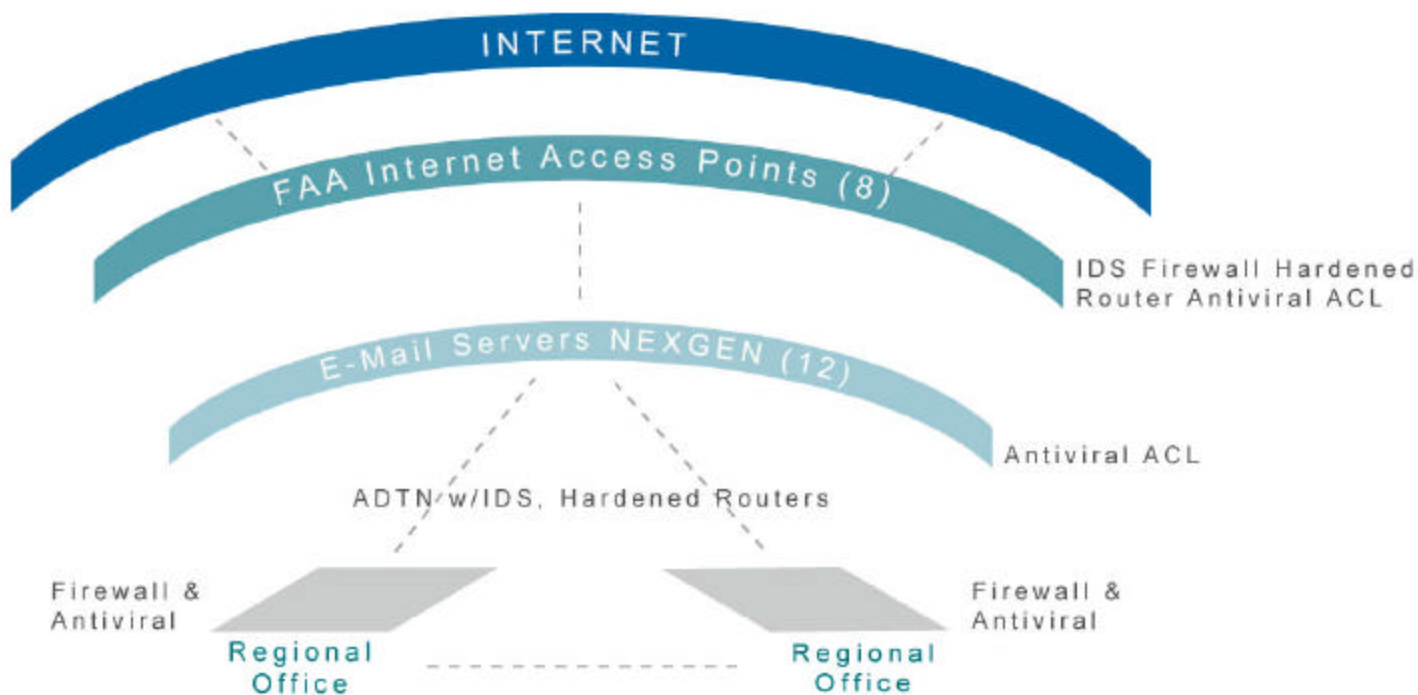 INTERNET
FAA Internet Access Points (8)
IDS Firewall Hardened
Router Antiviral ACL
E-Mail Servers NEXGEN (12)
Antiviral ACL
ADTN w/IDS, Hardened Routers
Firewall &
Antiviral
Firewall &
Antiviral
Regional
Office
Regional
Office